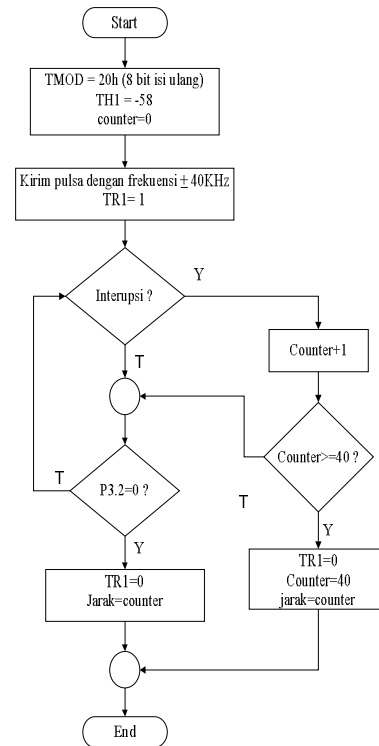 Start
TMOD = 20h (8 bit isi ulang)
TH1 = -58
counter=0
Kirim pulsa dengan frekuensi ± 40KHz
TR1= 1
Interupsi ?
Y
T
Counter+1
Counter>=40 ?
T
Y
P3.2=0 ?
T
Y
TR1=0
Jarak=counter
TR1=0
Counter=40
jarak=counter
End